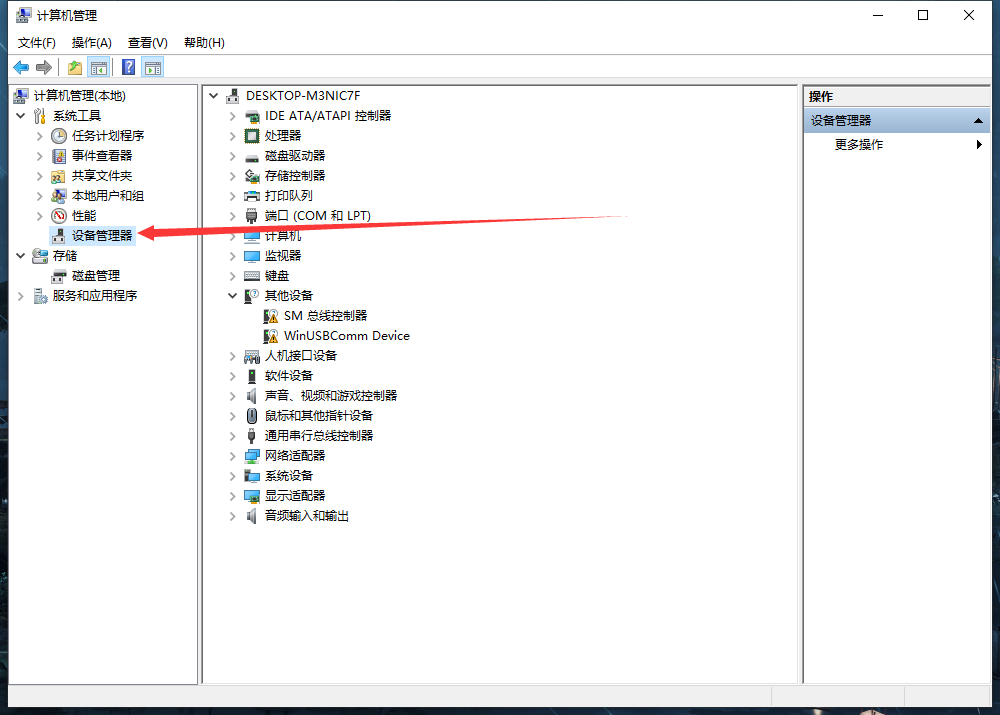 计算机管理
文件(F) 操作(A) 查看(V) 帮助(H)
计算机管理(本地)
系统工具
任务计划程序
事件查看器
共享文件夹
本地用户和组
性能
设备管理器
存储
磁盘管理
服务和应用程序
DESKTOP-M3NIC7F
IDE ATA/ATAPI 控制器
处理器
磁盘驱动器
存储控制器
打印队列
端口 (COM 和 LPT)
计算机
监视器
键盘
其他设备
SM 总线控制器
WinUSBComm Device
人机接口设备
软件设备
声音、视频和游戏控制器
鼠标和其他指针设备
通用串行总线控制器
网络适配器
系统设备
显示适配器
音频输入和输出
操作
设备管理器
更多操作